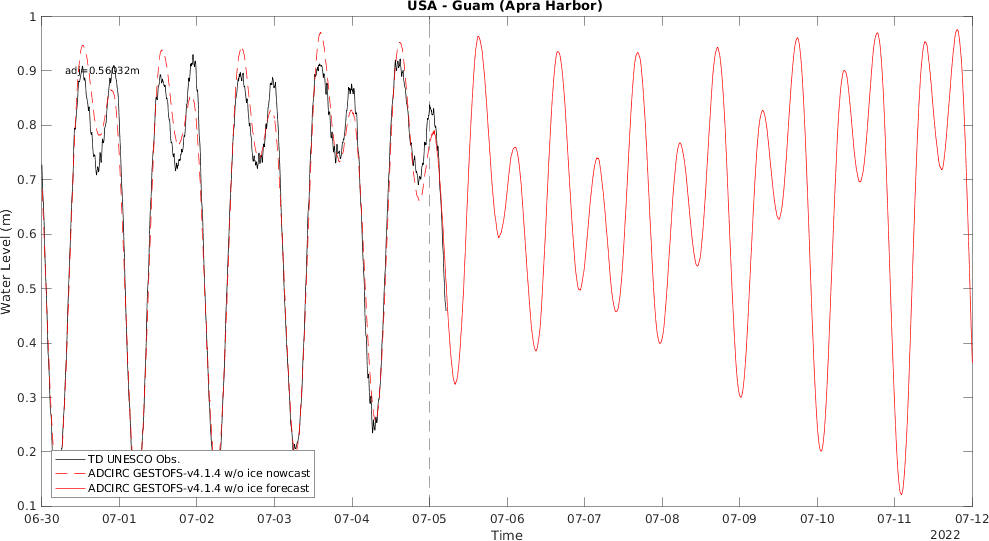 USA - Guam (Apra Harbor)
adj=0.56032m
1
0.9
0.8
0.7
0.6
0.5
0.4
0.3
0.2
0.1
Water Level (m)
TD UNESCO Obs.
ADCIRC GESTOFS-v4.1.4 w/o ice nowcast
ADCIRC GESTOFS-v4.1.4 w/o ice forecast
06-30 07-01 07-02 07-03 07-04 07-05 07-06 07-07 07-08 07-09 07-10 07-11 07-12
Time
2022